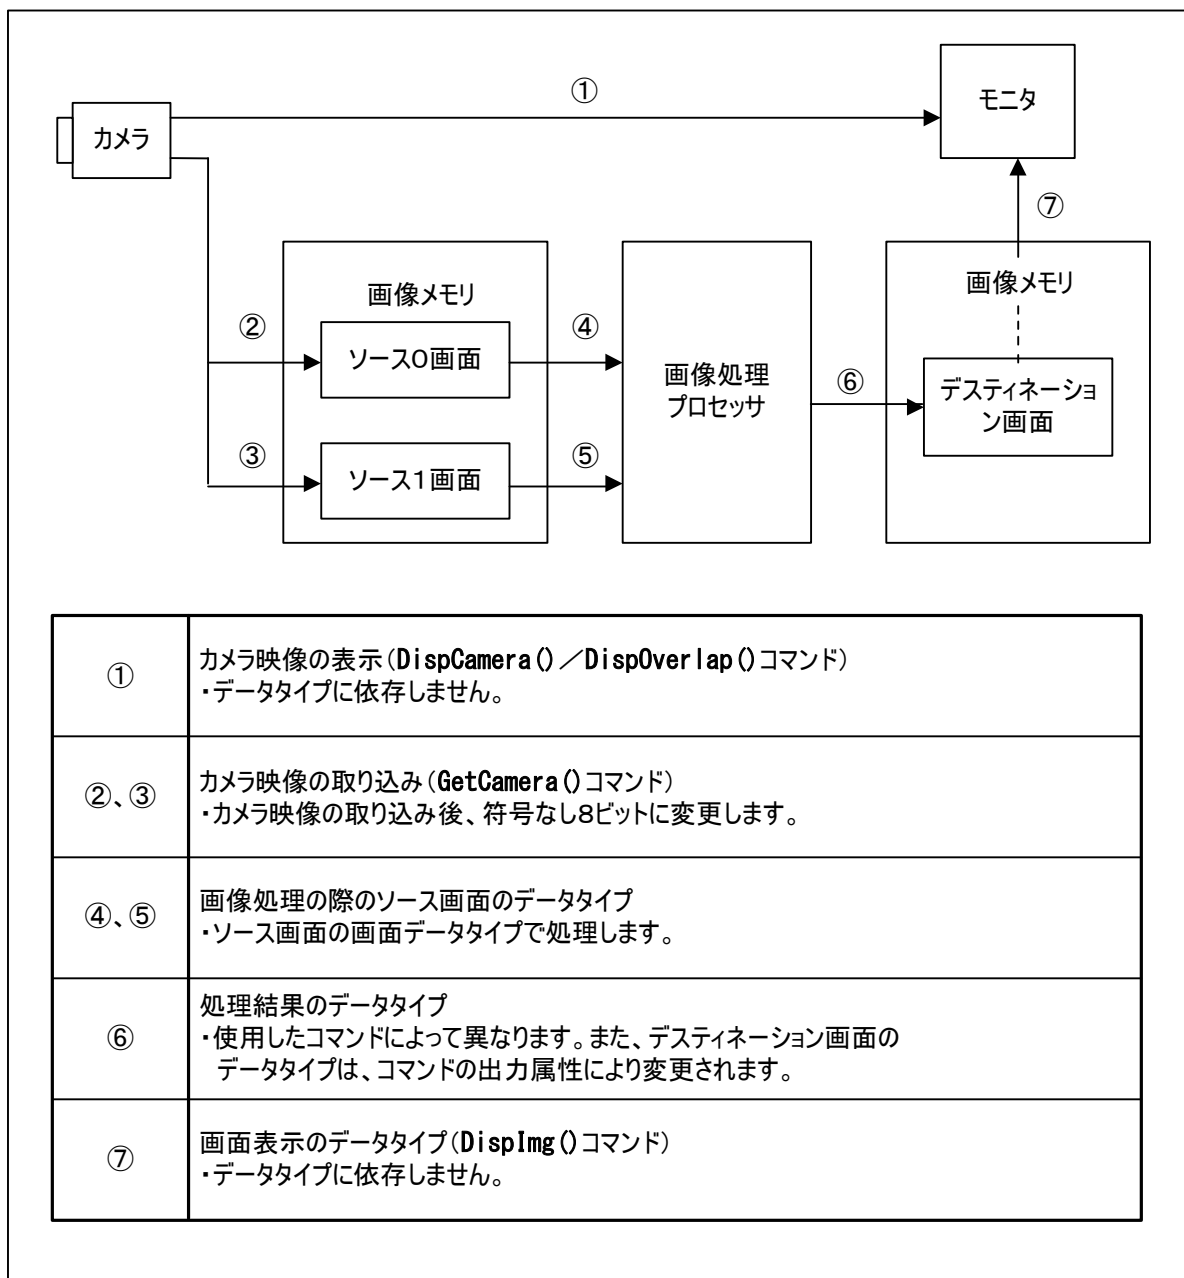 ①
カメラ
モニタ
⑦
画像メモリ
画像メモリ
②
ソース0画面
④
画像処理
プロセッサ
⑥
デスティネーショ
ン画面
③
ソース1画面
⑤
①
カメラ映像の表示(DispCamera()/DispOverlap()コマンド)
・データタイプに依存しません。
②、③
カメラ映像の取り込み(GetCamera()コマンド)
・カメラ映像の取り込み後、符号なし8ビットに変更します。
④、⑤
画像処理の際のソース画面のデータタイプ
・ソース画面の画面データタイプで処理します。
⑥
処理結果のデータタイプ
・使用したコマンドによって異なります。また、デスティネーション画面の
データタイプは、コマンドの出力属性により変更されます。
⑦
画面表示のデータタイプ(DispImg()コマンド)
・データタイプに依存しません。